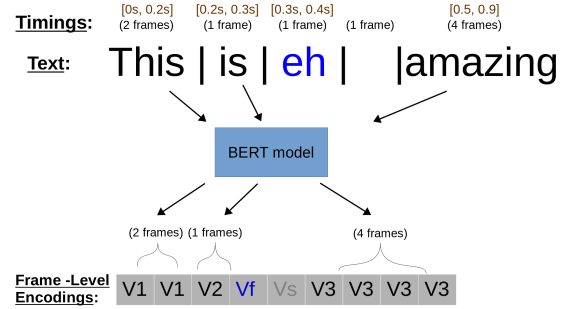 Timings: [0s, 0.2s] [0.2s, 0.3s] [0.3s, 0.4s] [0.5, 0.9]
(2 frames) (1 frame) (1 frame) (1 frame) (4 frames)
Text: This | is | eh | |amazing
BERT model
(2 frames) (1 frame) (4 frames)
Frame -Level
Encodings: V1 V1 V2 Vf Vs V3 V3 V3 V3